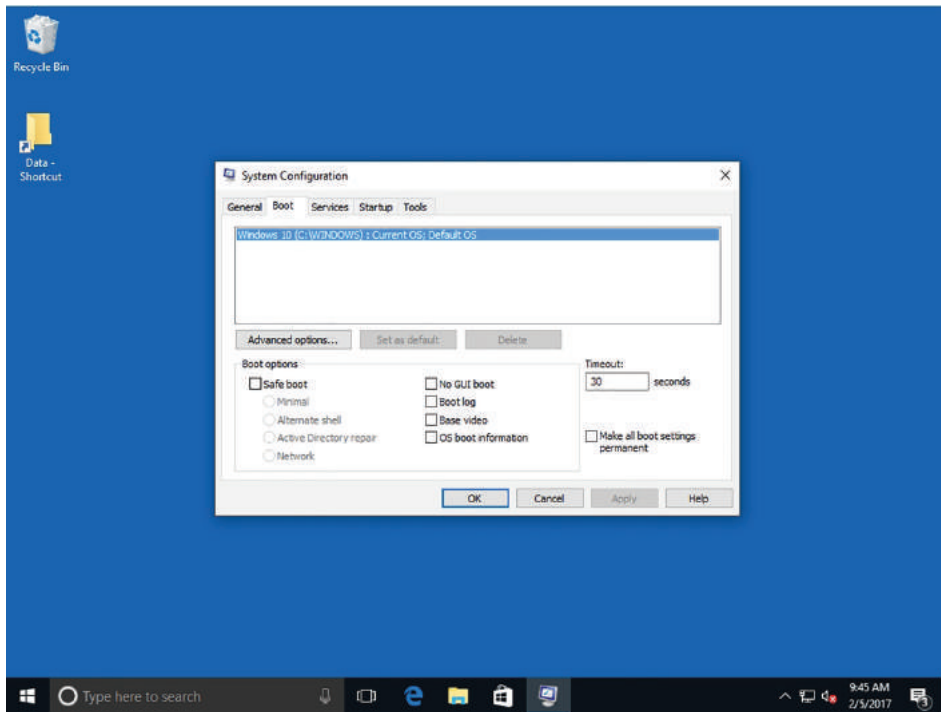 Recycle Bin
Data -
Shortcut
System Configuration
General Boot Services Startup Tools
Windows 10 (C:\WINDOWS) : Current OS; Default OS
Advanced options... Set as default Delete
Boot options
Timeout:
Safe boot No GUI boot 30 seconds
Minimal Boot log
Alternate shell Base video
Active Directory repair OS boot information Make all boot settings
permanent
Network
OK Cancel Apply Help
Type here to search
9:45 AM
2/5/2017
3